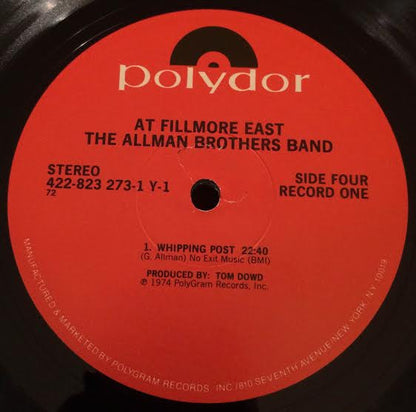 polydor
AT FILLMORE EAST
THE ALLMAN BROTHERS BAND
STEREO
422-823 273-1 Y-1
72
SIDE FOUR
RECORD ONE
1. WHIPPING POST 22:40
(G. Allman) No Exit Music (BMI)
PRODUCED BY: TOM DOWD
℗ 1974 PolyGram Records, Inc.
MANUFACTURED & MARKETED BY POLYGRAM RECORDS, INC./810 SEVENTH AVENUE/NEW YORK, NY 10019